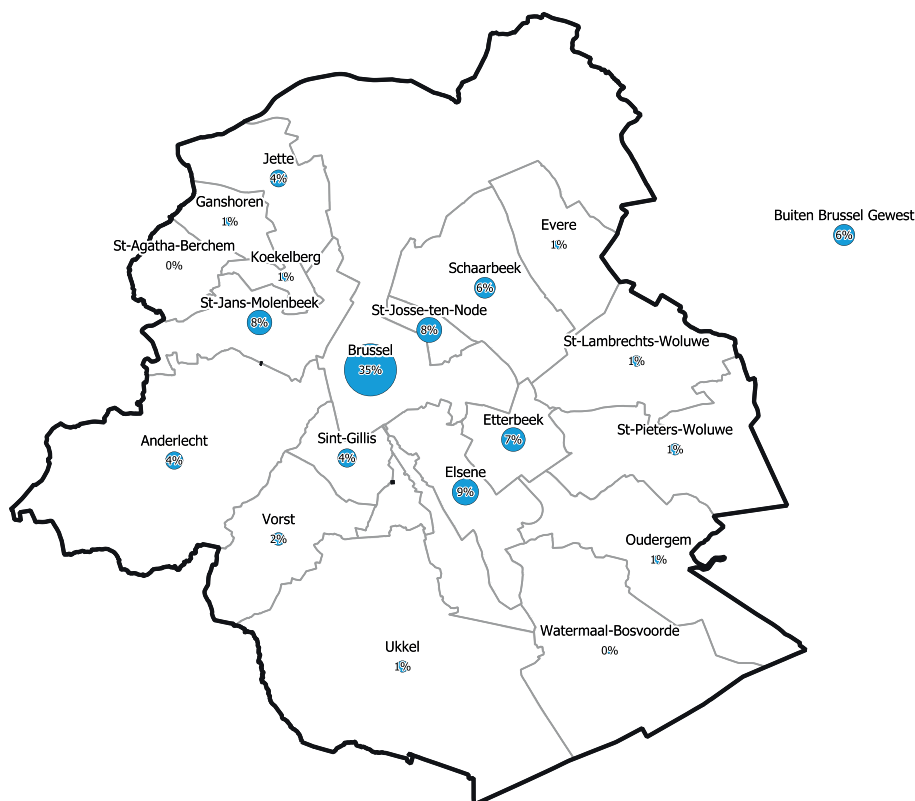 Jette
4%
Ganshoren
1%
St-Agatha-Berchem
0%
Koekelberg
1%
St-Jans-Molenbeek
8%
Evere
1%
Buiten Brussel Gewest
6%
Schaarbeek
6%
St-Josse-ten-Node
8%
Brussel
35%
St-Lambrechts-Woluwe
1%
Etterbeek
7%
St-Pieters-Woluwe
1%
Anderlecht
4%
Sint-Gillis
4%
Elsene
9%
Vorst
2%
Oudergem
1%
Ukkel
1%
Watermaal-Bosvoorde
0%